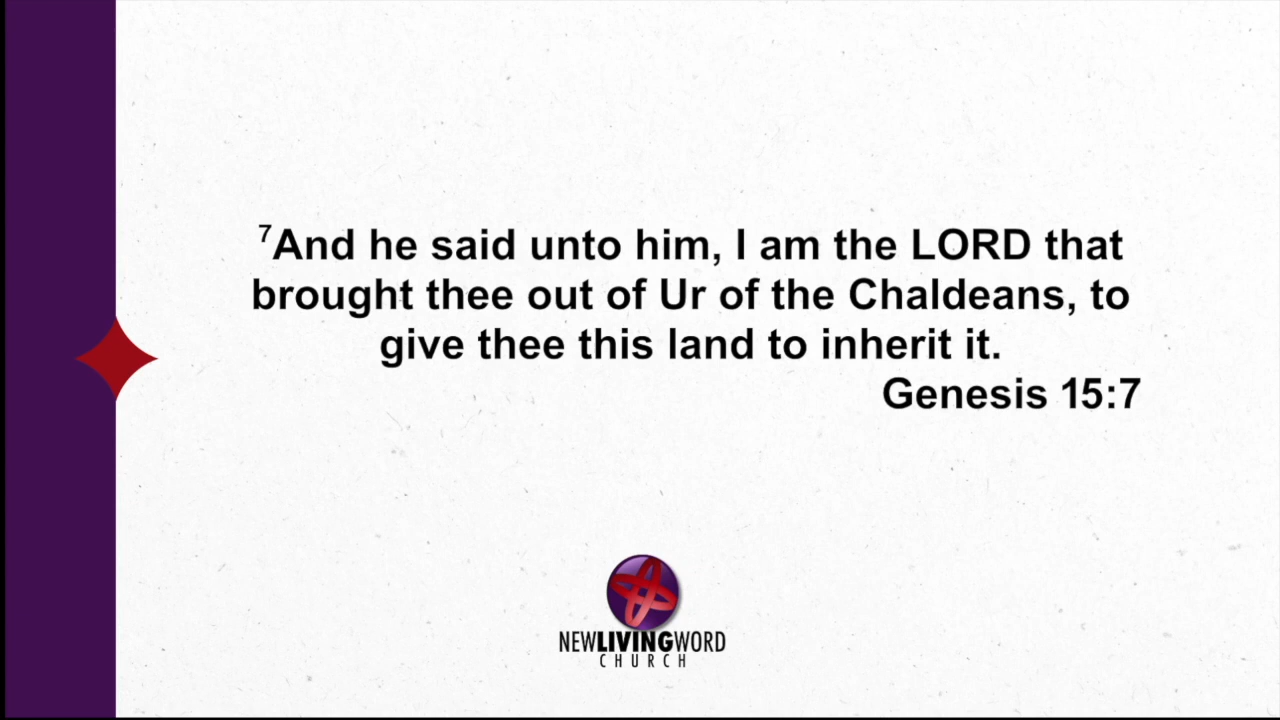 ⁷And he said unto him, I am the LORD that
brought thee out of Ur of the Chaldeans, to
give thee this land to inherit it.
Genesis 15:7
NEWLIVINGWORD
CHURCH